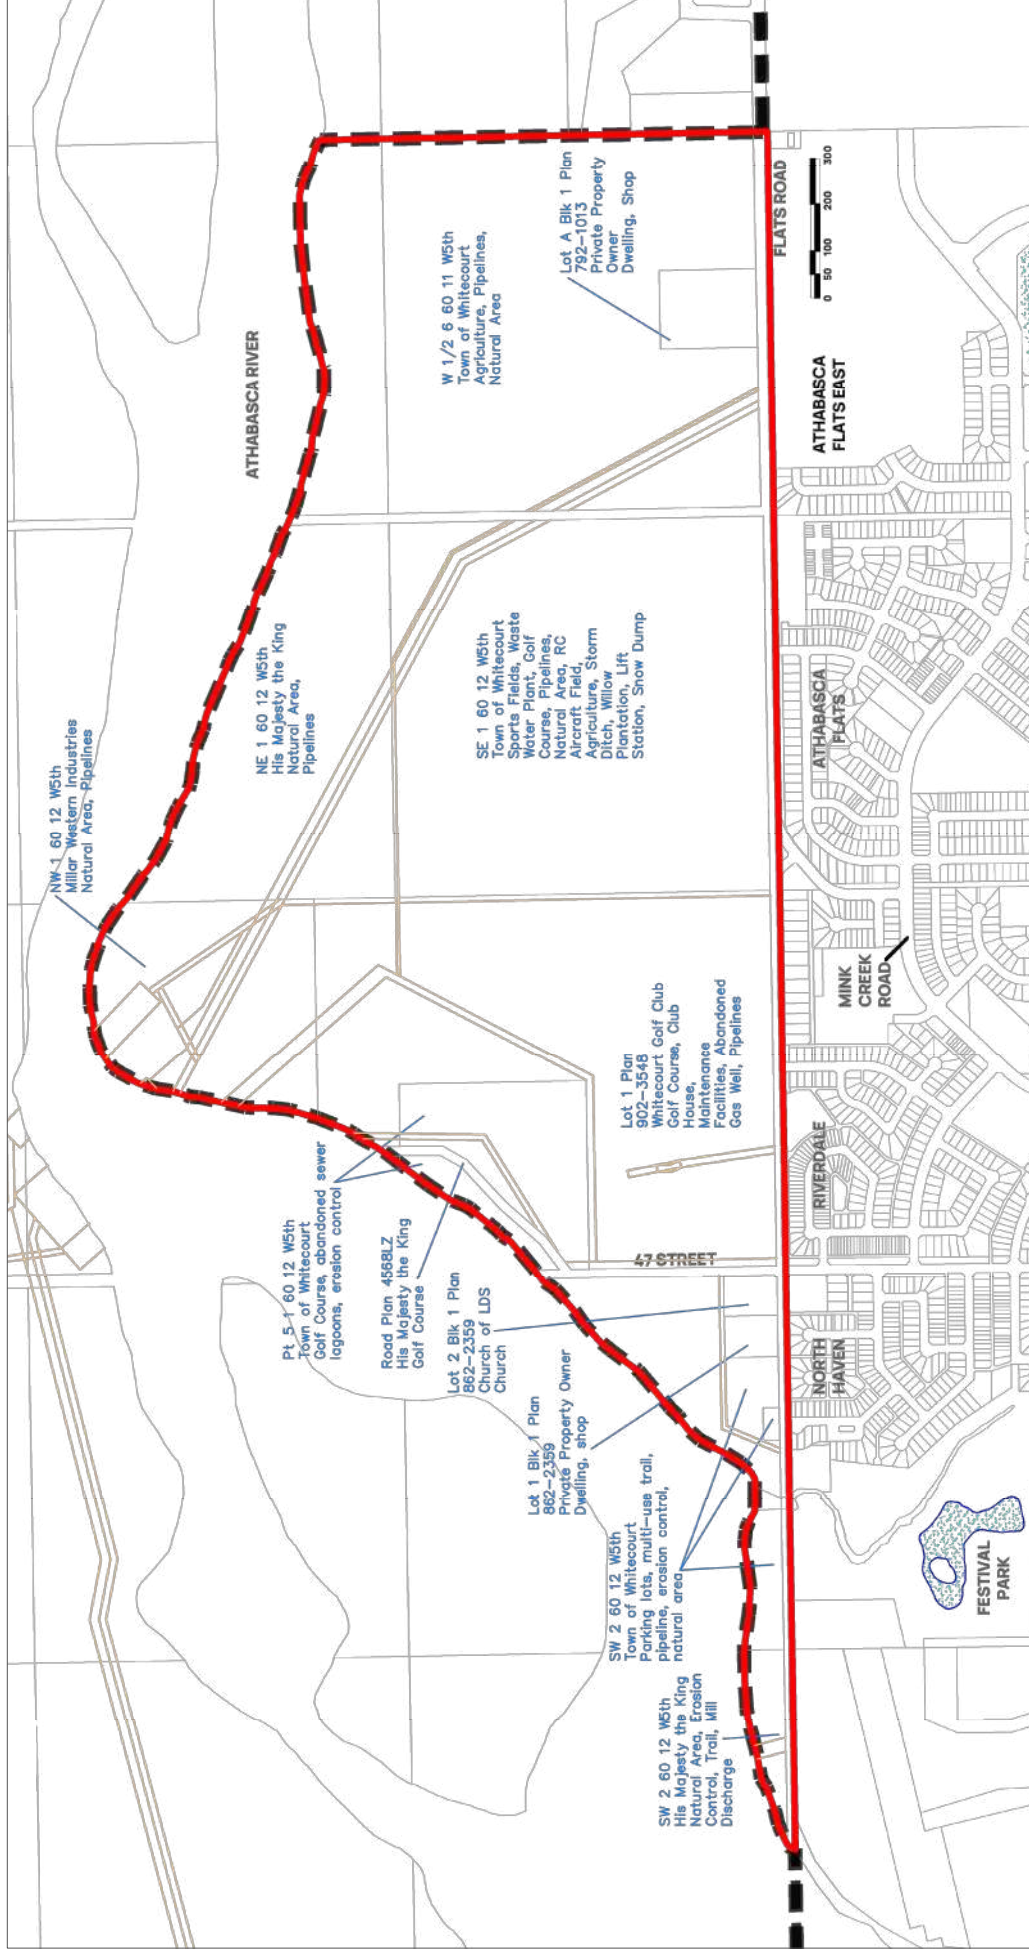 NW 1 60 12 W5th
Millar Western Industries
Natural Area, Pipelines
ATHABASCA RIVER
NE 1 60 12 W5th
His Majesty the King
Natural Area,
Pipelines
W 1/2 6 60 11 W5th
Town of Whitecourt
Agriculture, Pipelines,
Natural Area
Lot A Blk 1 Plan
792-1013
Private Property
Owner
Dwelling, Shop
SE 1 60 12 W5th
Town of Whitecourt
Sports Fields, Waste
Water Plant, Golf
Course, Pipelines,
Natural Area, RC
Aircraft Field,
Agriculture, Storm
Ditch, Willow
Plantation, Lift
Station, Snow Dump
Pt 5 1 60 12 W5th
Town of Whitecourt
Golf Course, abandoned sewer
lagoons, erosion control
Road Plan 4568LZ
His Majesty the King
Golf Course
Lot 2 Blk 1 Plan
862-2359
Church of LDS
Church
Lot 1 Blk 1 Plan
862-2359
Private Property Owner
Dwelling, shop
SW 2 60 12 W5th
Town of Whitecourt
Parking lots, multi-use trail,
pipeline, erosion control,
natural area
SW 2 60 12 W5th
His Majesty the King
Natural Area, Erosion
Control, Trail, Mill
Discharge
Lot 1 Plan
902-3548
Whitecourt Golf Club
Golf Course, Club
House,
Maintenance
Facilities, Abandoned
Gas Well, Pipelines
47 STREET
FLATS ROAD
0 50 100 200 300
FESTIVAL
PARK
NORTH
HAVEN
RIVERDALE
MINK
CREEK
ROAD
ATHABASCA
FLATS
ATHABASCA
FLATS EAST